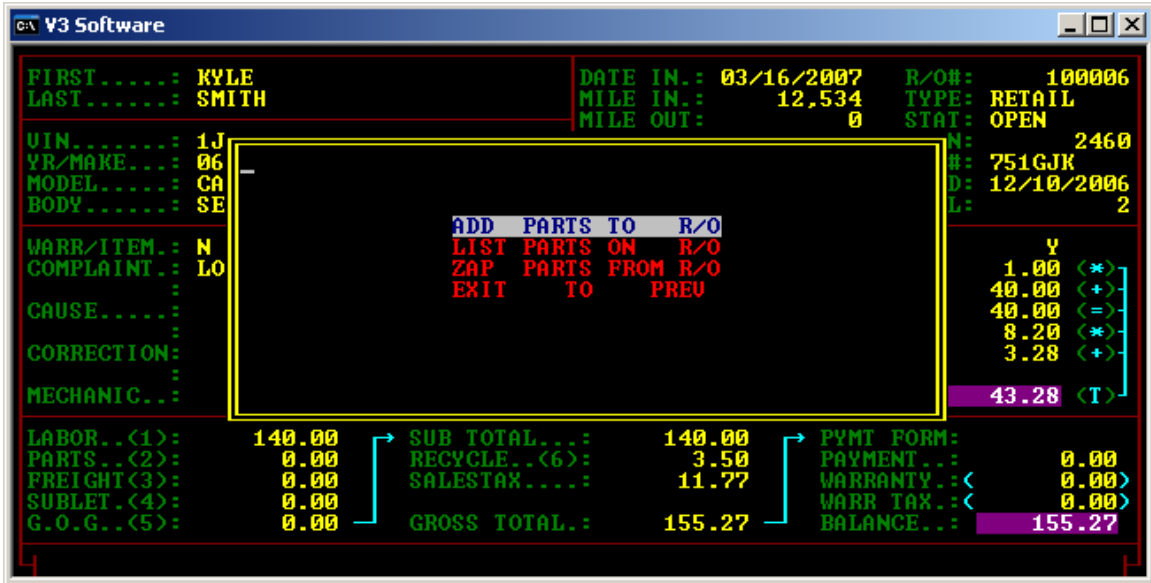 V3 Software
FIRST.....: KYLE DATE IN.: 03/16/2007 R/O#: 100006
LAST......: SMITH MILE IN.: 12,534 TYPE: RETAIL
MILE OUT: 0 STAT: OPEN
VIN.......: 1J N: 2460
YR/MAKE...: 06 #: 751GJK
MODEL.....: CA D: 12/10/2006
BODY......: SE L: 2
ADD PARTS TO R/O
WARR/ITEM.: N LIST PARTS ON R/O Y
COMPLAINT.: LO ZAP PARTS FROM R/O 1.00 (*)
: EXIT TO PREV 40.00 (+)
CAUSE.....: 40.00 (=)
: 8.20 (*)
CORRECTION: 3.28 (+)
:
MECHANIC..: 43.28 (T)
LABOR..(1): 140.00 SUB TOTAL...: 140.00 PYMT FORM:
PARTS..(2): 0.00 RECYCLE..(6): 3.50 PAYMENT..: 0.00
FREIGHT(3): 0.00 SALESTAX....: 11.77 WARRANTY.:( 0.00)
SUBLET.(4): 0.00 WARR TAX.:( 0.00)
G.O.G..(5): 0.00 GROSS TOTAL.: 155.27 BALANCE..: 155.27